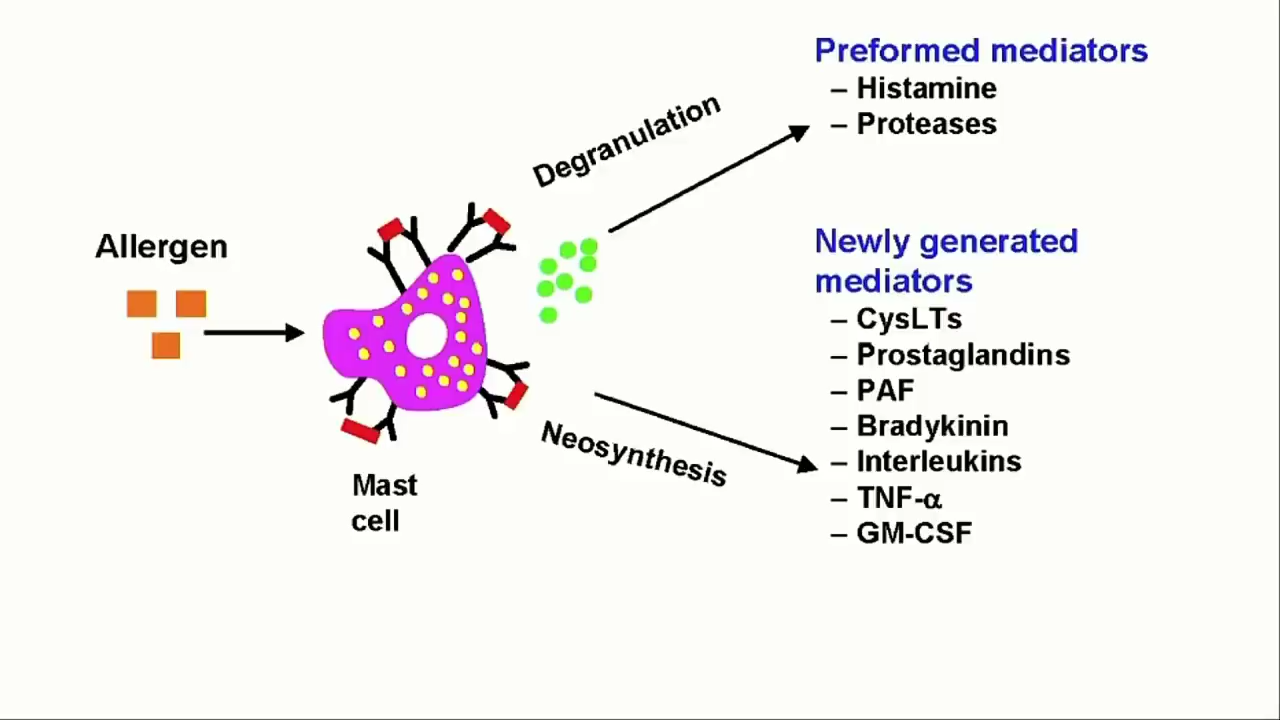 Allergen
Mast
cell
Degranulation
Neosynthesis
Preformed mediators
– Histamine
– Proteases
Newly generated
mediators
– CysLTs
– Prostaglandins
– PAF
– Bradykinin
– Interleukins
– TNF-α
– GM-CSF